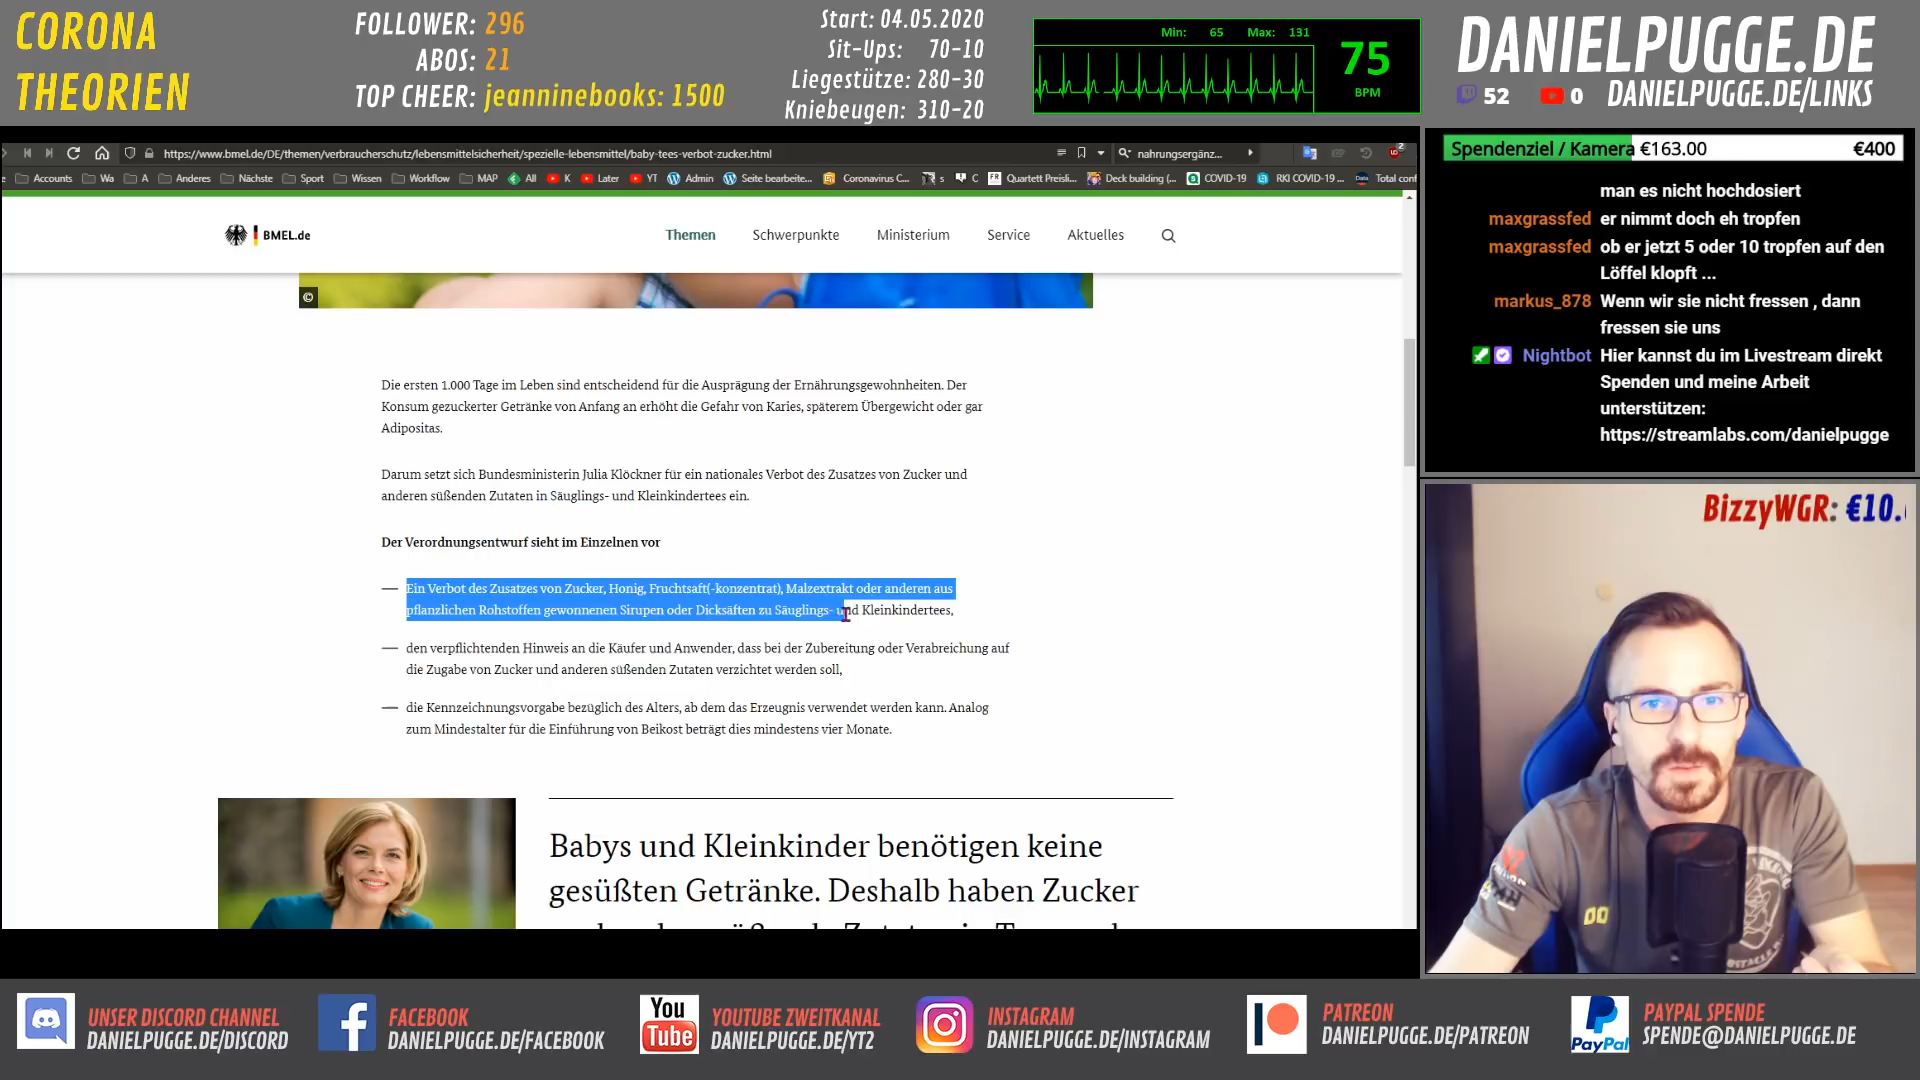 CORONA
THEORIEN
FOLLOWER: 296
ABOS: 21
TOP CHEER: jeanninebooks: 1500
Start: 04.05.2020
Sit-Ups: 70-10
Liegestütze: 280-30
Kniebeugen: 310-20
Min: 65 Max: 131
75
BPM
DANIELPUGGE.DE
52 0 DANIELPUGGE.DE/LINKS
https://www.bmel.de/DE/themen/verbraucherschutz/lebensmittelsicherheit/spezielle-lebensmittel/baby-tees-verbot-zucker.html
nahrungsergänz...
2
Accounts Wa A Anderes Nächste Sport Wissen Workflow MAP All K Later YT Admin Seite bearbeite... Coronavirus C... s C Quartett Preisli... Deck building (... COVID-19 RKI COVID-19 ... Total conf
BMEL.de
Themen Schwerpunkte Ministerium Service Aktuelles
©
Die ersten 1.000 Tage im Leben sind entscheidend für die Ausprägung der Ernährungsgewohnheiten. Der
Konsum gezuckerter Getränke von Anfang an erhöht die Gefahr von Karies, späterem Übergewicht oder gar
Adipositas.
Darum setzt sich Bundesministerin Julia Klöckner für ein nationales Verbot des Zusatzes von Zucker und
anderen süßenden Zutaten in Säuglings- und Kleinkindertees ein.
Der Verordnungsentwurf sieht im Einzelnen vor
— Ein Verbot des Zusatzes von Zucker, Honig, Fruchtsaft(-konzentrat), Malzextrakt oder anderen aus
pflanzlichen Rohstoffen gewonnenen Sirupen oder Dicksäften zu Säuglings- und Kleinkindertees,
— den verpflichtenden Hinweis an die Käufer und Anwender, dass bei der Zubereitung oder Verabreichung auf
die Zugabe von Zucker und anderen süßenden Zutaten verzichtet werden soll,
— die Kennzeichnungsvorgabe bezüglich des Alters, ab dem das Erzeugnis verwendet werden kann. Analog
zum Mindestalter für die Einführung von Beikost beträgt dies mindestens vier Monate.
Babys und Kleinkinder benötigen keine
gesüßten Getränke. Deshalb haben Zucker
Spendenziel / Kamera €163.00 €400
man es nicht hochdosiert
maxgrassfed er nimmt doch eh tropfen
maxgrassfed ob er jetzt 5 oder 10 tropfen auf den
Löffel klopft ...
markus_878 Wenn wir sie nicht fressen , dann
fressen sie uns
Nightbot Hier kannst du im Livestream direkt
Spenden und meine Arbeit
unterstützen:
https://streamlabs.com/danielpugge
BizzyWGR: €10.
UNSER DISCORD CHANNEL
DANIELPUGGE.DE/DISCORD
FACEBOOK
DANIELPUGGE.DE/FACEBOOK
You
Tube
YOUTUBE ZWEITKANAL
DANIELPUGGE.DE/YT2
INSTAGRAM
DANIELPUGGE.DE/INSTAGRAM
PATREON
DANIELPUGGE.DE/PATREON
PayPal
PAYPAL SPENDE
SPENDE@DANIELPUGGE.DE